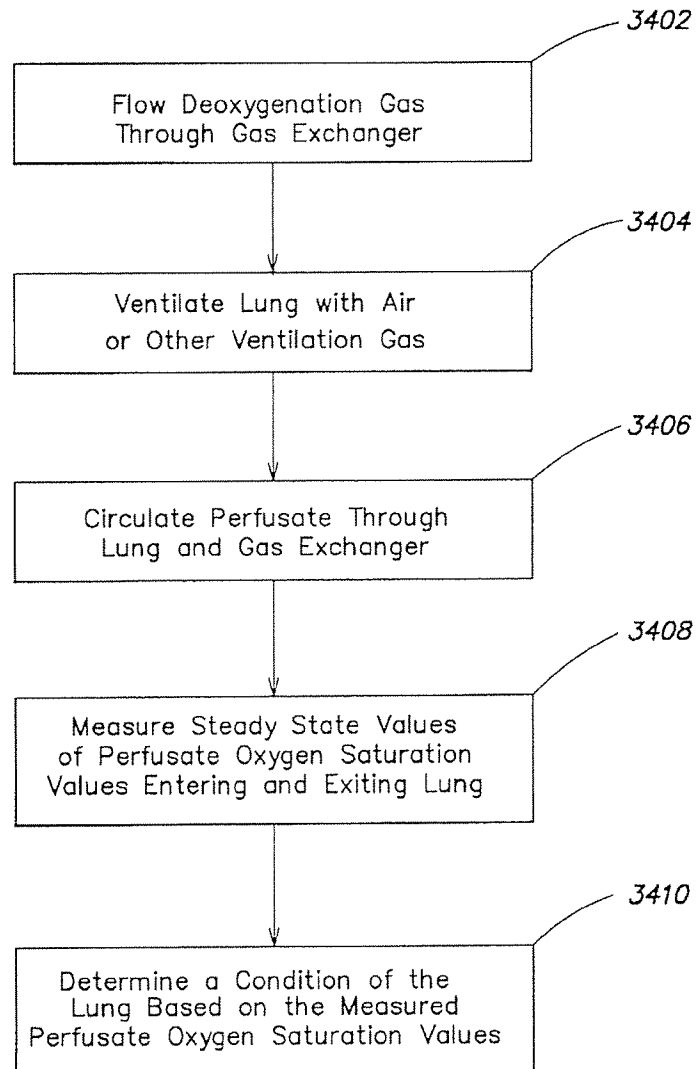 3402
Flow Deoxygenation Gas
Through Gas Exchanger
3404
Ventilate Lung with Air
or Other Ventilation Gas
3406
Circulate Perfusate Through
Lung and Gas Exchanger
3408
Measure Steady State Values
of Perfusate Oxygen Saturation
Values Entering and Exiting Lung
3410
Determine a Condition of the
Lung Based on the Measured
Perfusate Oxygen Saturation Values